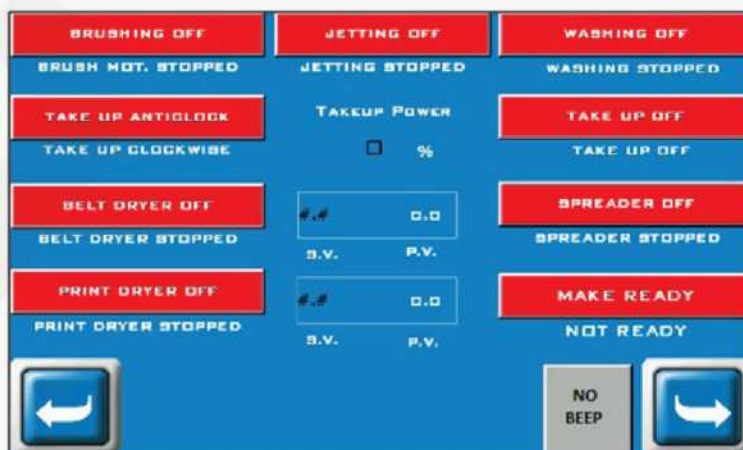 BRUSHING OFF
JETTING OFF
WASHING OFF
BRUSH MOT. STOPPED
JETTING STOPPED
WASHING STOPPED
TAKE UP ANTICLOCK
TAKEUP POWER
TAKE UP OFF
TAKE UP CLOCKWISE
0 %
TAKE UP OFF
BELT DRYER OFF
#.# 0.0
SPREADER OFF
BELT DRYER STOPPED
S.V. P.V.
SPREADER STOPPED
PRINT DRYER OFF
#.# 0.0
MAKE READY
PRINT DRYER STOPPED
S.V. P.V.
NOT READY
NO
BEEP